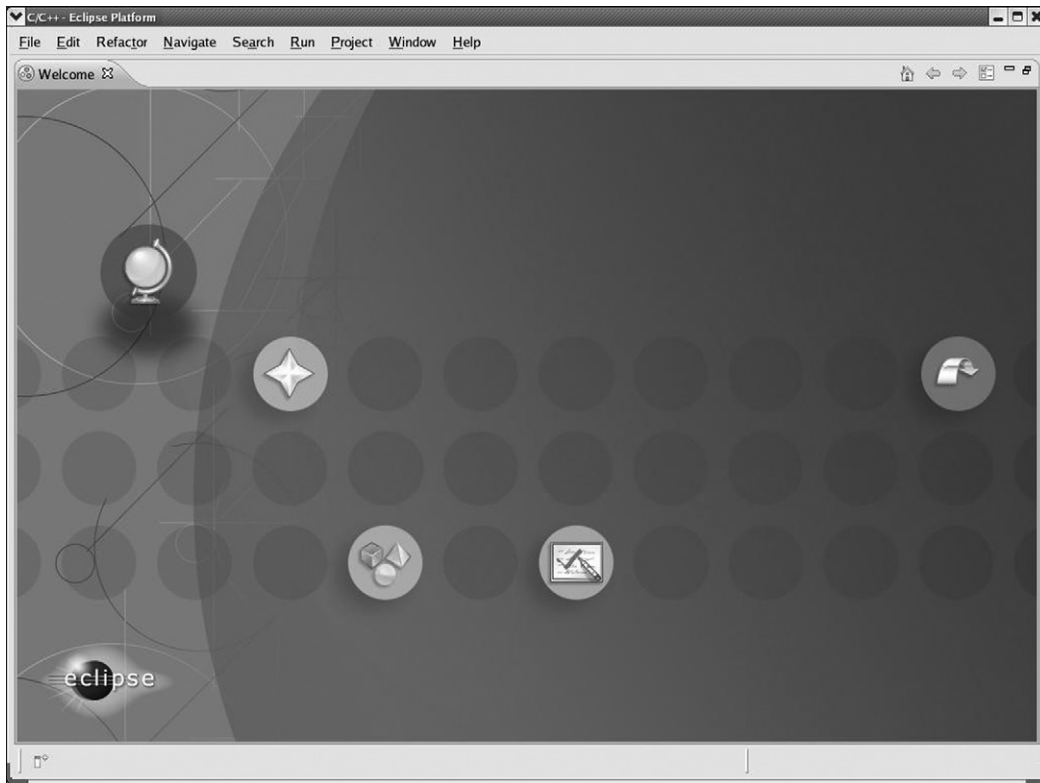 C/C++ - Eclipse Platform
File Edit Refactor Navigate Search Run Project Window Help
Welcome
eclipse